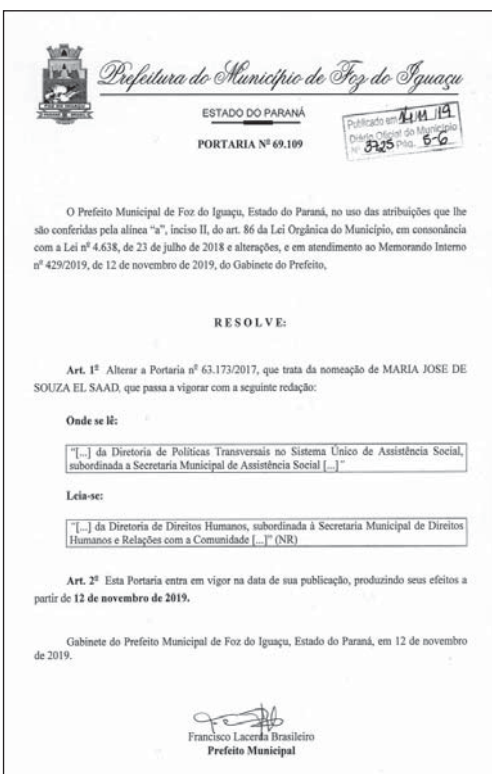 Prefeitura do Município de Foz do Iguaçu
ESTADO DO PARANÁ
PORTARIA Nº 69.109
Publicado em 14/11/19
Diário Oficial do Município
Nº 3725 Pág. 5-6
O Prefeito Municipal de Foz do Iguaçu, Estado do Paraná, no uso das atribuições que lhe
são conferidas pela alínea “a”, inciso II, do art. 86 da Lei Orgânica do Município, em consonância
com a Lei nº 4.638, de 23 de julho de 2018 e alterações, e em atendimento ao Memorando Interno
nº 429/2019, de 12 de novembro de 2019, do Gabinete do Prefeito,
R E S O L V E:
Art. 1º Alterar a Portaria nº 63.173/2017, que trata da nomeação de MARIA JOSE DE
SOUZA EL SAAD, que passa a vigorar com a seguinte redação:
Onde se lê:
“[...] da Diretoria de Políticas Transversais no Sistema Único de Assistência Social,
subordinada a Secretaria Municipal de Assistência Social [...]”
Leia-se:
“[...] da Diretoria de Direitos Humanos, subordinada à Secretaria Municipal de Direitos
Humanos e Relações com a Comunidade [...]” (NR)
Art. 2º Esta Portaria entra em vigor na data de sua publicação, produzindo seus efeitos a
partir de 12 de novembro de 2019.
Gabinete do Prefeito Municipal de Foz do Iguaçu, Estado do Paraná, em 12 de novembro
de 2019.
Francisco Lacerda Brasileiro
Prefeito Municipal